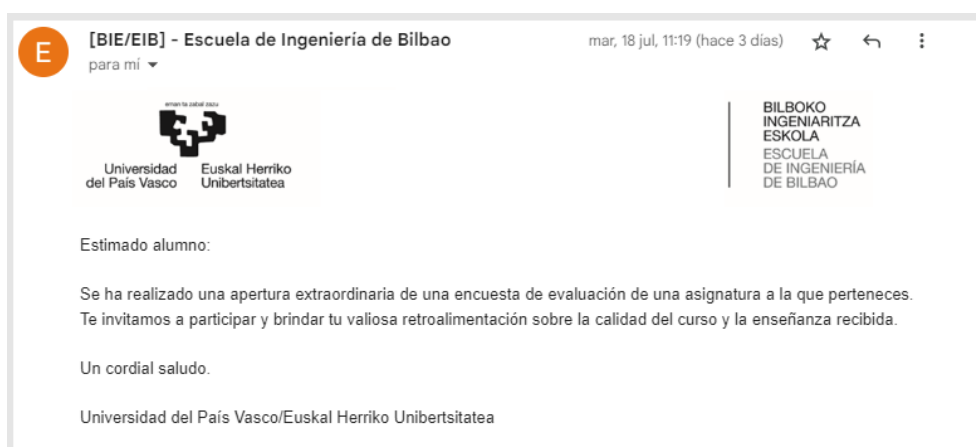 E
[BIE/EIB] - Escuela de Ingeniería de Bilbao
mar, 18 jul, 11:19 (hace 3 días)
para mí
eman ta zabal zazu
Universidad
del País Vasco
Euskal Herriko
Unibertsitatea
BILBOKO
INGENIARITZA
ESKOLA
ESCUELA
DE INGENIERÍA
DE BILBAO
Estimado alumno:
Se ha realizado una apertura extraordinaria de una encuesta de evaluación de una asignatura a la que perteneces.
Te invitamos a participar y brindar tu valiosa retroalimentación sobre la calidad del curso y la enseñanza recibida.
Un cordial saludo.
Universidad del País Vasco/Euskal Herriko Unibertsitatea